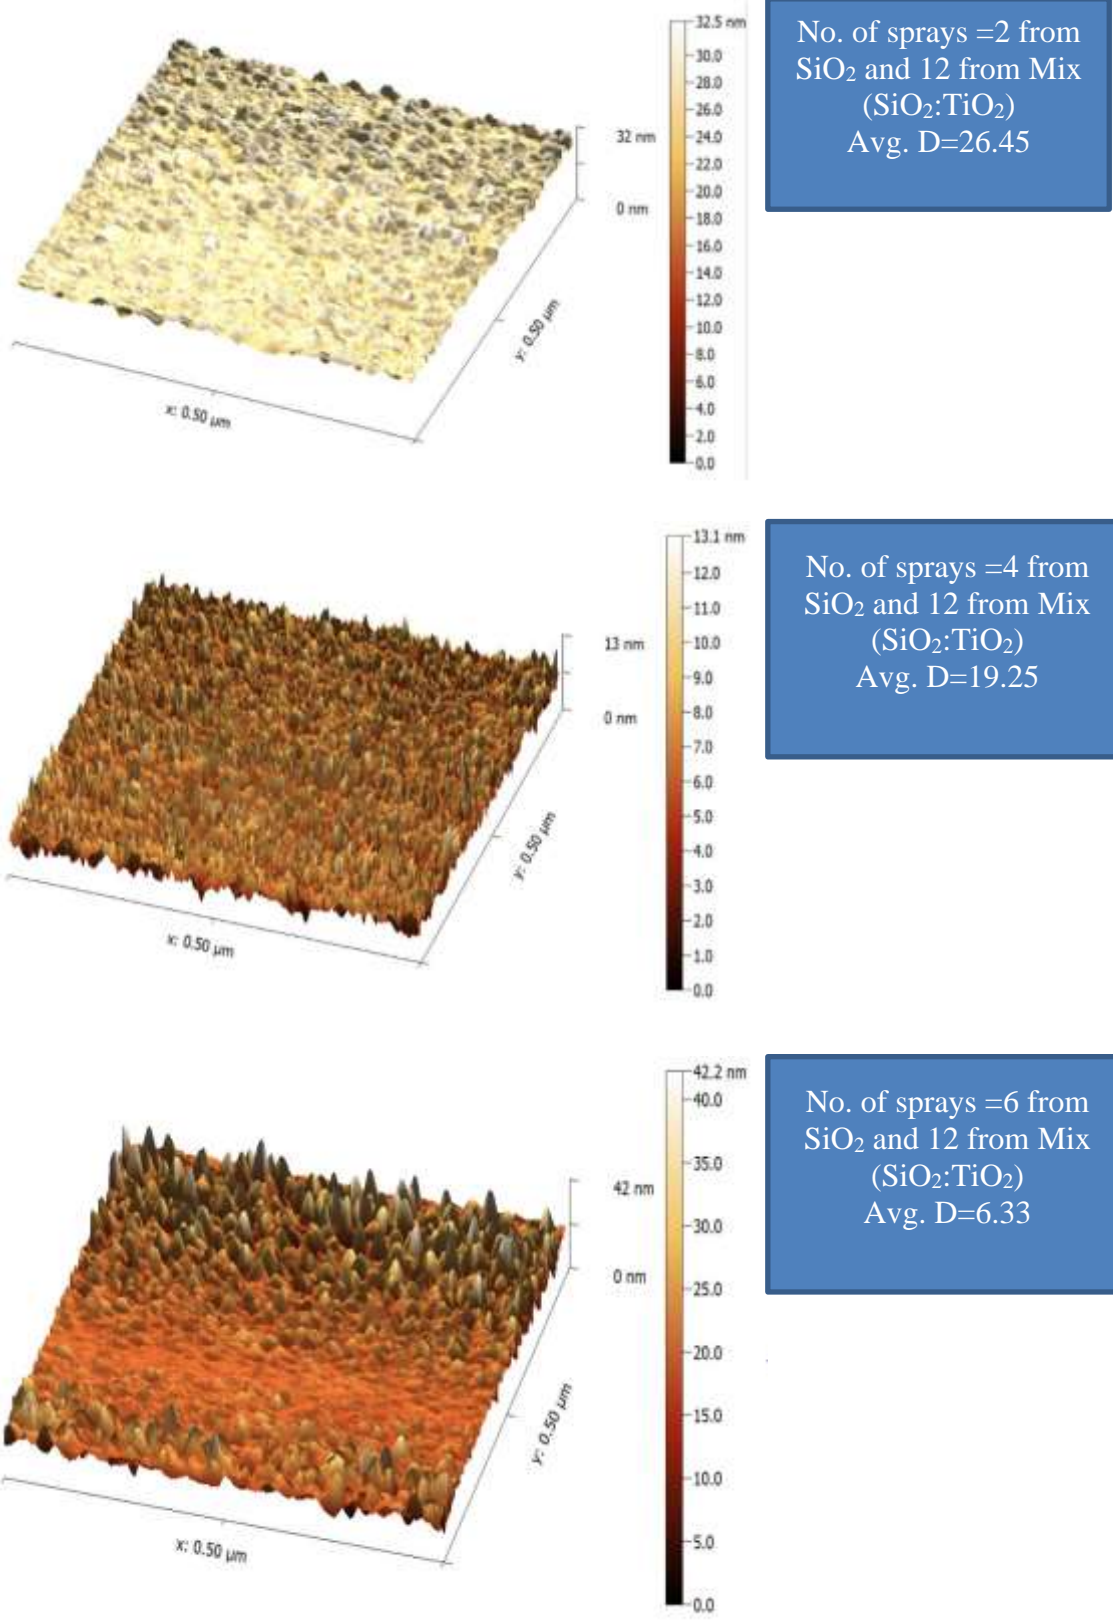 32.5 nm
30.0
28.0
26.0
24.0
22.0
20.0
18.0
16.0
14.0
12.0
10.0
8.0
6.0
4.0
2.0
0.0
32 nm
0 nm
y: 0.50 µm
x: 0.50 µm
No. of sprays =2 from
SiO₂ and 12 from Mix
(SiO₂:TiO₂)
Avg. D=26.45
13.1 nm
12.0
11.0
10.0
9.0
8.0
7.0
6.0
5.0
4.0
3.0
2.0
1.0
0.0
13 nm
0 nm
y: 0.50 µm
x: 0.50 µm
No. of sprays =4 from
SiO₂ and 12 from Mix
(SiO₂:TiO₂)
Avg. D=19.25
42.2 nm
40.0
35.0
30.0
25.0
20.0
15.0
10.0
5.0
0.0
42 nm
0 nm
y: 0.50 µm
x: 0.50 µm
No. of sprays =6 from
SiO₂ and 12 from Mix
(SiO₂:TiO₂)
Avg. D=6.33